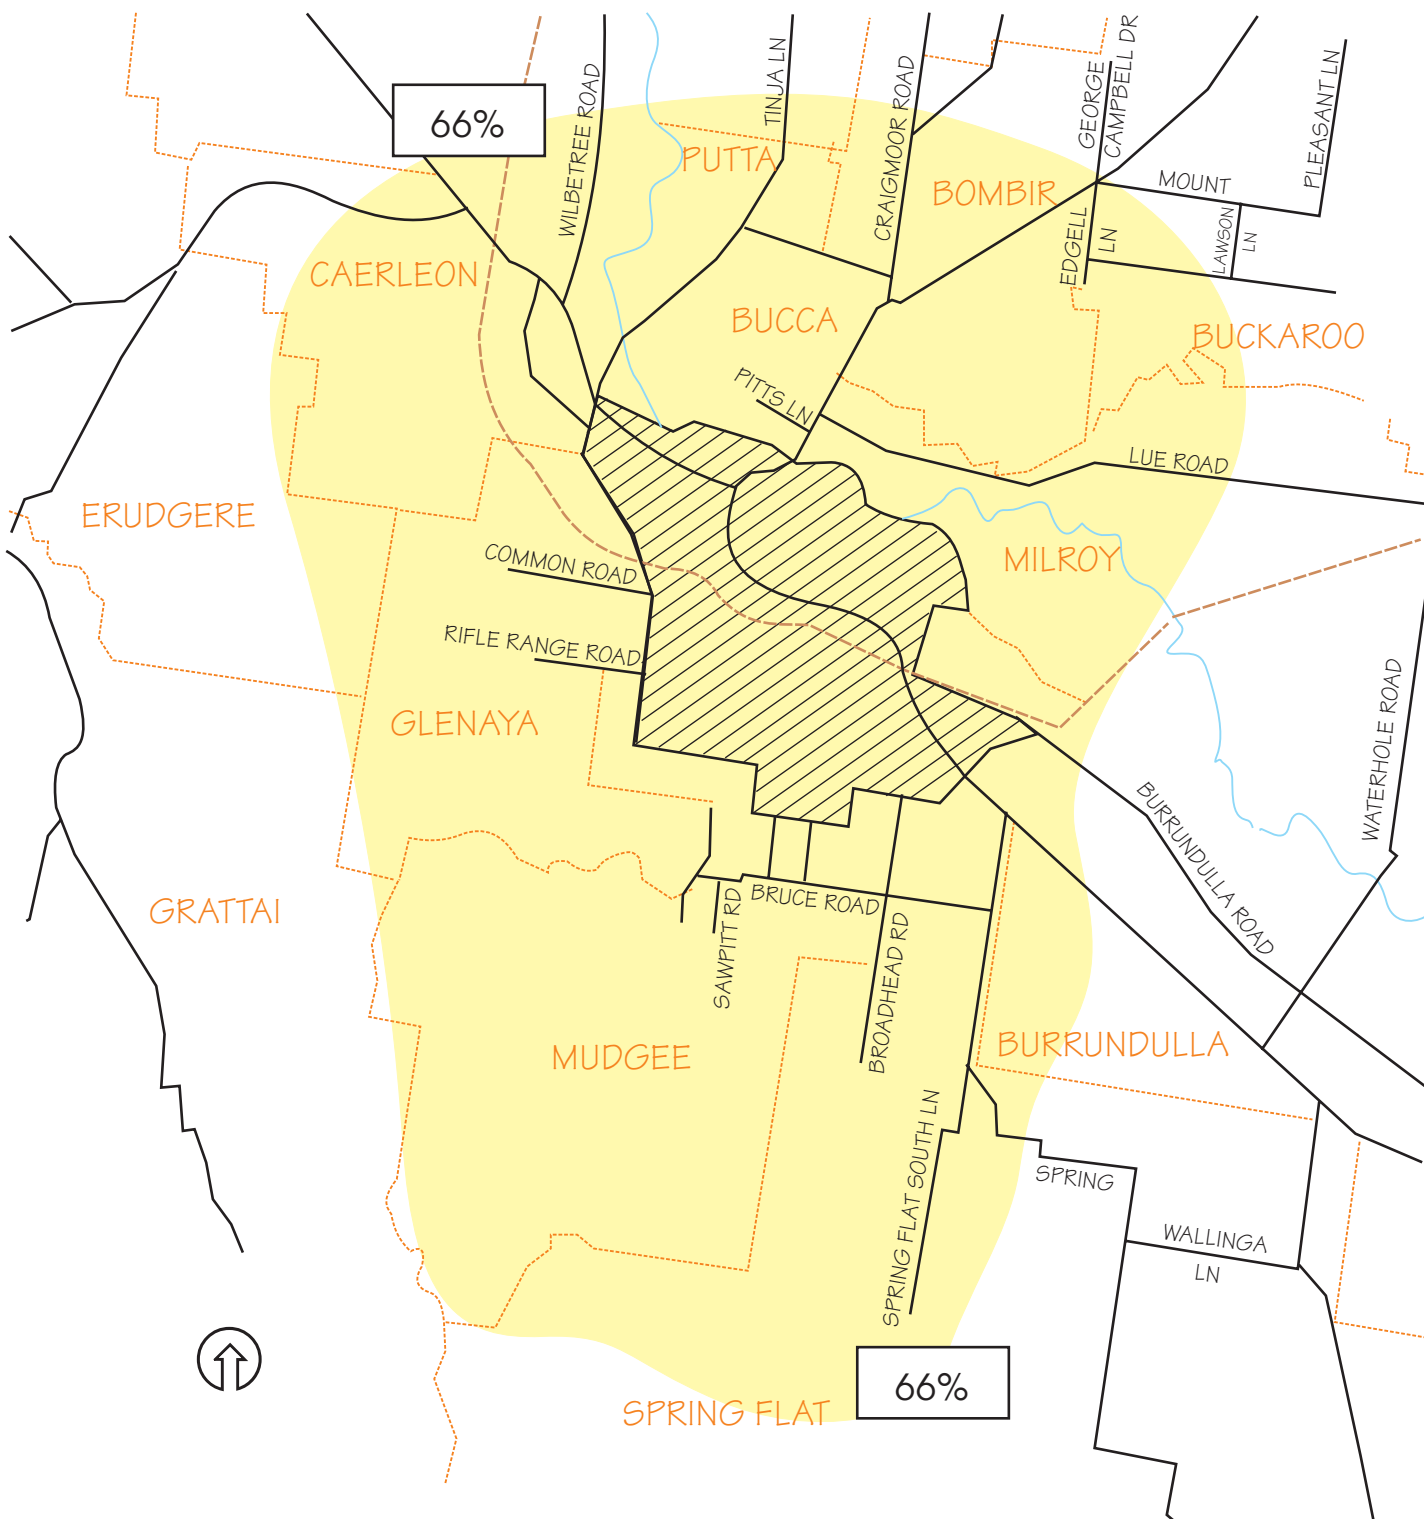 66%
WILBETREE ROAD
TINJA LN
CRAIGMOOR ROAD
GEORGE
CAMPBELL DR
PLEASANT LN
PUTTA
BOMBIR
MOUNT
LAWSON
LN
EDGELL
LN
CAERLEON
BUCCA
BUCKAROO
PITTS LN
LUE ROAD
ERUDGERE
COMMON ROAD
MILROY
RIFLE RANGE ROAD
GLENAYA
WATERHOLE ROAD
BURRUNDULLA ROAD
GRATTAI
BRUCE ROAD
SAWPITT RD
BROADHEAD RD
MUDGEE
BURRUNDULLA
SPRING FLAT SOUTH LN
SPRING
WALLINGA
LN
66%
SPRING FLAT